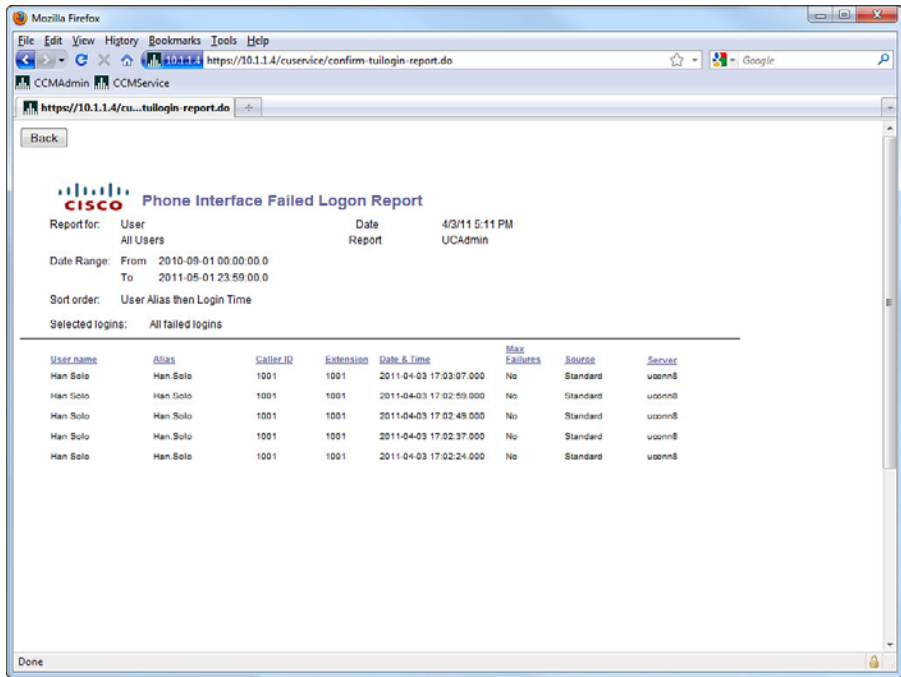 Mozilla Firefox
File Edit View History Bookmarks Tools Help
10.1.1.4 https://10.1.1.4/cuservice/confirm-tuilogin-report.do Google
CCMAdmin CCMService
https://10.1.1.4/cu...tuilogin-report.do
Back
CISCO Phone Interface Failed Logon Report
Report for: User Date 4/3/11 5:11 PM
All Users Report UCAdmin
Date Range: From 2010-09-01 00:00:00.0
To 2011-05-01 23:59:00.0
Sort order: User Alias then Login Time
Selected logins: All failed logins
User name Alias Caller ID Extension Date & Time Max Failures Source Server
Han Solo Han.Solo 1001 1001 2011-04-03 17:03:07.000 No Standard uconn8
Han Solo Han.Solo 1001 1001 2011-04-03 17:02:59.000 No Standard uconn8
Han Solo Han.Solo 1001 1001 2011-04-03 17:02:49.000 No Standard uconn8
Han Solo Han.Solo 1001 1001 2011-04-03 17:02:37.000 No Standard uconn8
Han Solo Han.Solo 1001 1001 2011-04-03 17:02:24.000 No Standard uconn8
Done